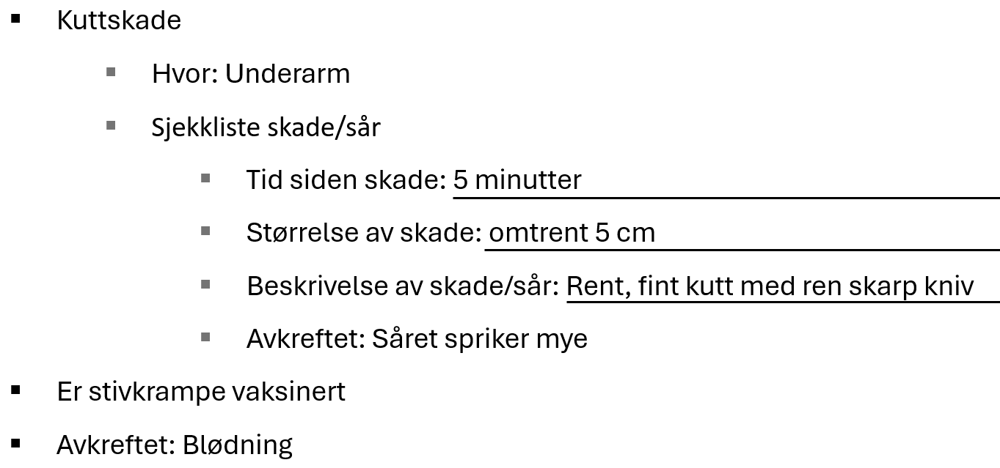 Kuttskade
Hvor: Underarm
Sjekkliste skade/sår
Tid siden skade: 5 minutter
Størrelse av skade: omtrent 5 cm
Beskrivelse av skade/sår: Rent, fint kutt med ren skarp kniv
Avkreftet: Såret spriker mye
Er stivkrampe vaksinert
Avkreftet: Blødning